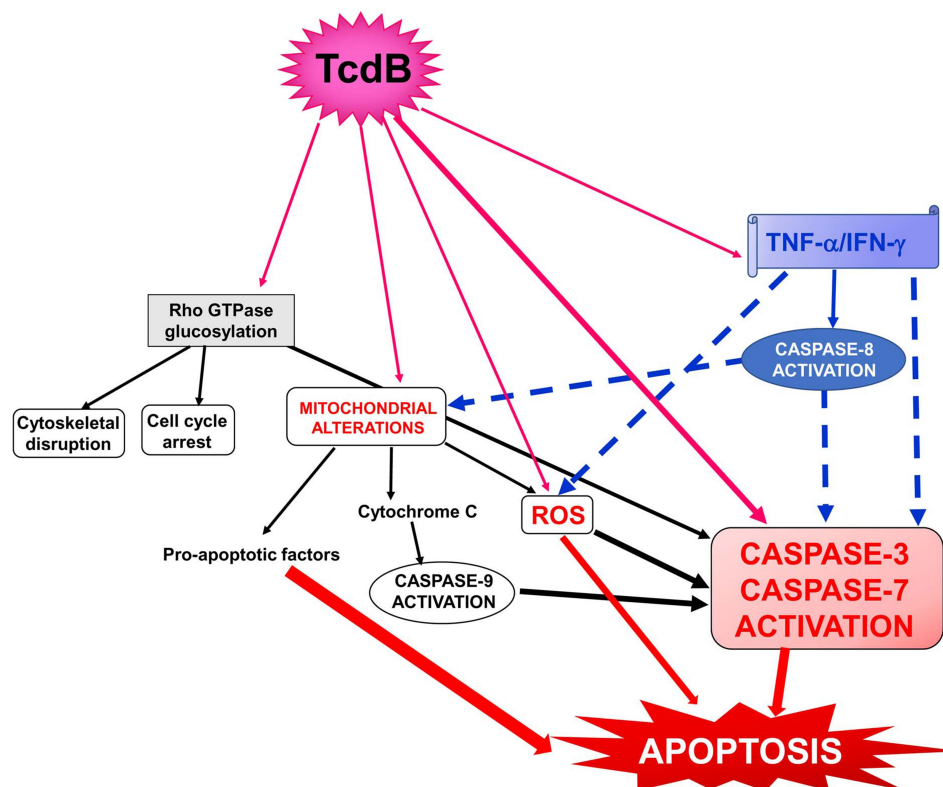 TcdB
TNF-α/IFN-γ
Rho GTPase
glucosylation
CASPASE-8
ACTIVATION
Cytoskeletal
disruption
Cell cycle
arrest
MITOCHONDRIAL
ALTERATIONS
Cytochrome C
ROS
Pro-apoptotic factors
CASPASE-9
ACTIVATION
CASPASE-3
CASPASE-7
ACTIVATION
APOPTOSIS